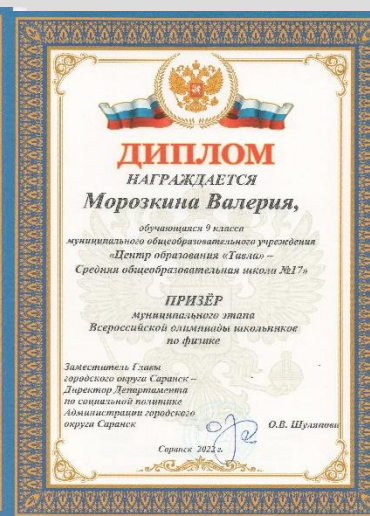 ДИПЛОМ
НАГРАЖДАЕТСЯ
Морозкина Валерия,
обучающаяся 9 класса
муниципального общеобразовательного учреждения
«Центр образования «Тавла» –
Средняя общеобразовательная школа №17»
ПРИЗЁР
муниципального этапа
Всероссийской олимпиады школьников
по физике
Заместитель Главы
городского округа Саранск –
Директор Департамента
по социальной политике
Администрации городского
округа Саранск
О.В. Шуляпова
Саранск 2022 г.